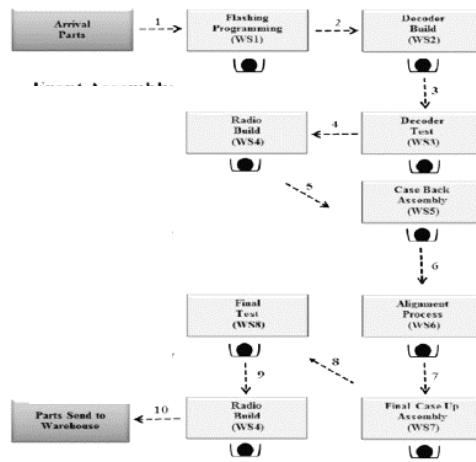 Arrival
Parts
1
Flashing
Programming
(WS1)
2
Decoder
Build
(WS2)
3
Decoder
Test
(WS3)
4
Radio
Build
(WS4)
5
Case Back
Assembly
(WS5)
6
Alignment
Process
(WS6)
7
Final Case Up
Assembly
(WS7)
8
Final
Test
(WS8)
9
Radio
Build
(WS4)
10
Parts Send to
Warehouse